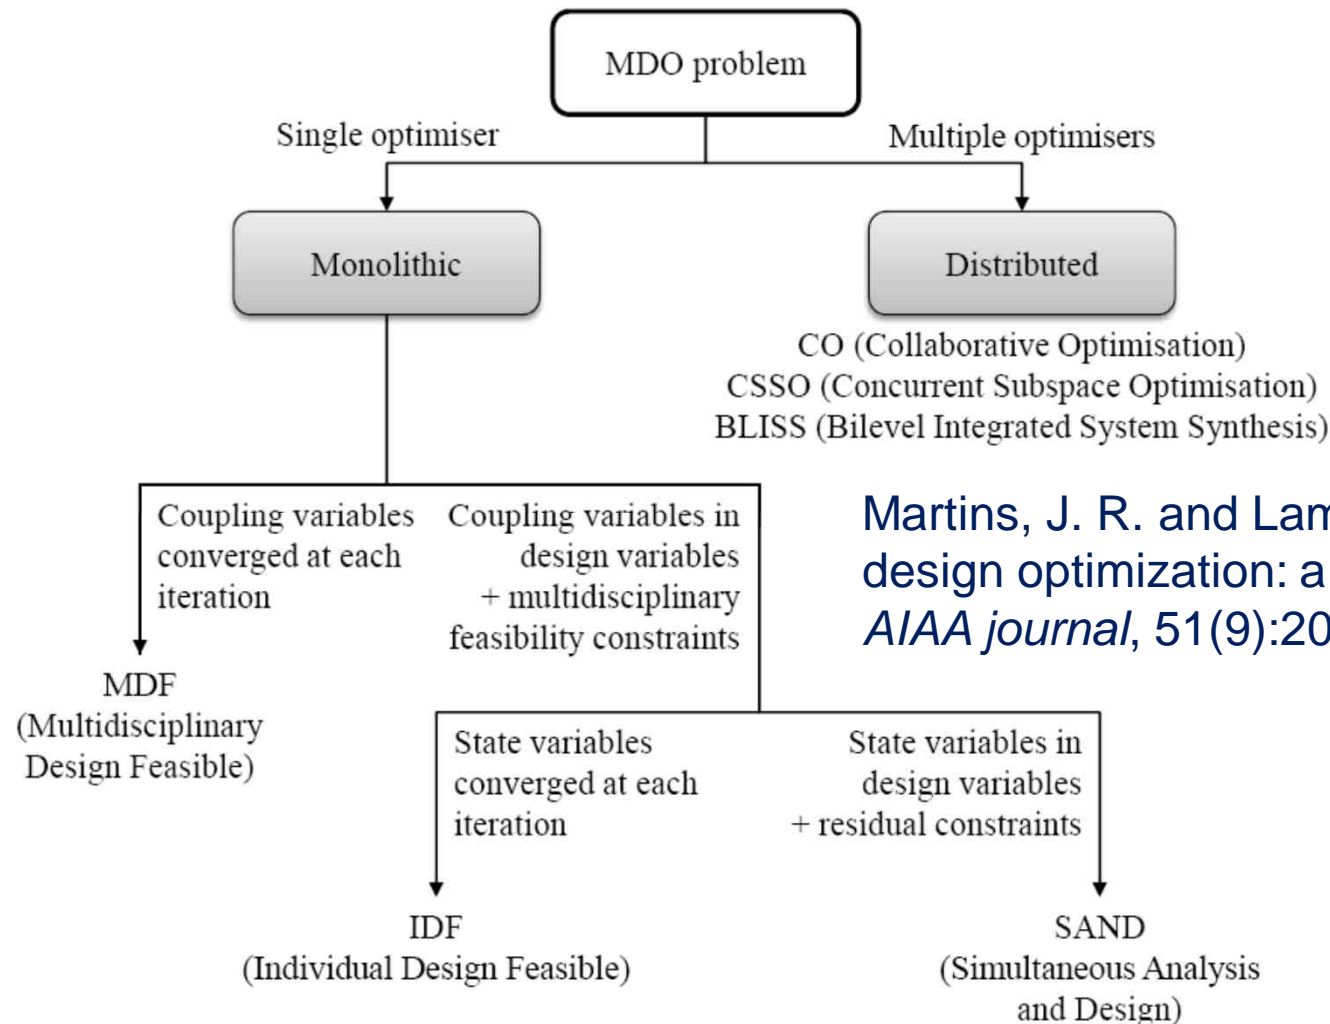 MDO problem
Single optimiser
Multiple optimisers
Monolithic
Distributed
CO (Collaborative Optimisation)
CSSO (Concurrent Subspace Optimisation)
BLISS (Bilevel Integrated System Synthesis)
Coupling variables
converged at each
iteration
Coupling variables in
design variables
+ multidisciplinary
feasibility constraints
Martins, J. R. and Lam
design optimization: a
AIAA journal, 51(9):20
MDF
(Multidisciplinary
Design Feasible)
State variables
converged at each
iteration
State variables in
design variables
+ residual constraints
IDF
(Individual Design Feasible)
SAND
(Simultaneous Analysis
and Design)